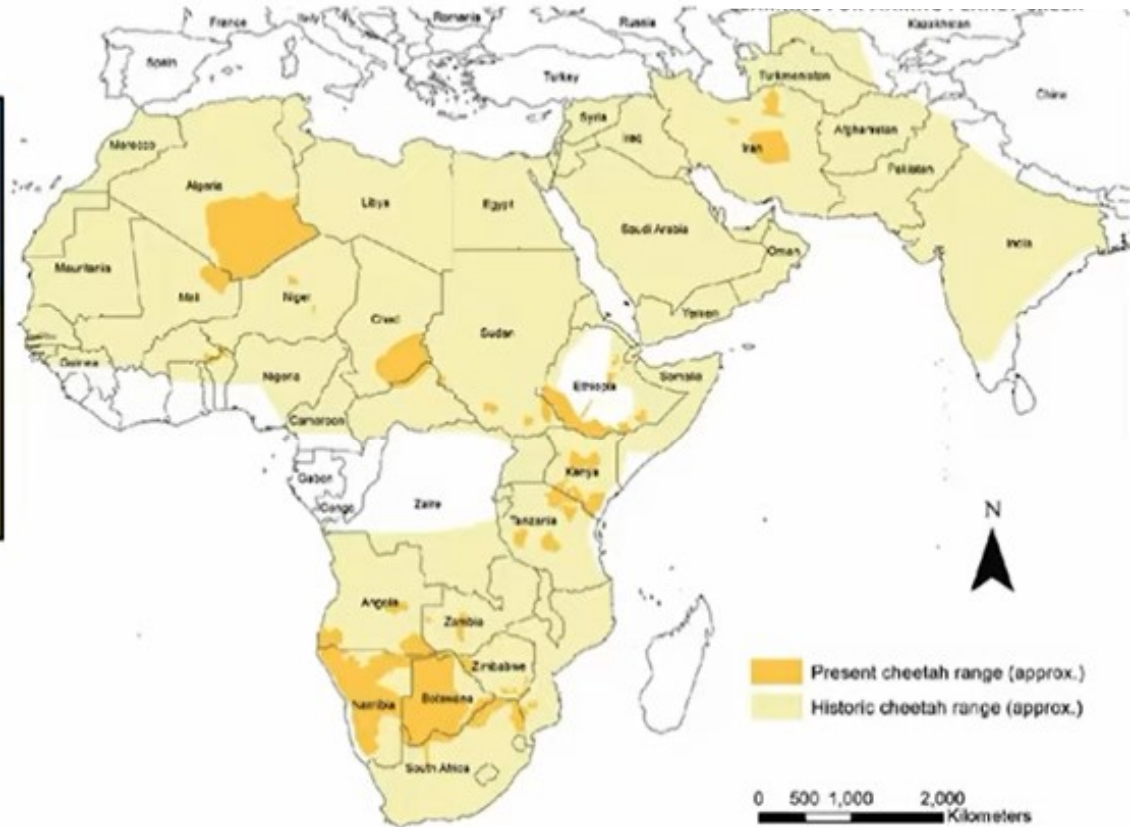 France
Italy
Romania
Russia
Kazakhstan
Spain
Turkey
Turkmenistan
China
Syria
Iraq
Iran
Afghanistan
Pakistan
Morocco
Algeria
Libya
Egypt
Saudi Arabia
Oman
India
Mauritania
Mali
Niger
Chad
Sudan
Yemen
Guinea
Nigeria
Ethiopia
Somalia
Cameroon
Gabon
Congo
Zaire
Kenya
Tanzania
N
Angola
Zambia
Zimbabwe
Namibia
Botswana
South Africa
Present cheetah range (approx.)
Historic cheetah range (approx.)
0 500 1,000 2,000
Kilometers